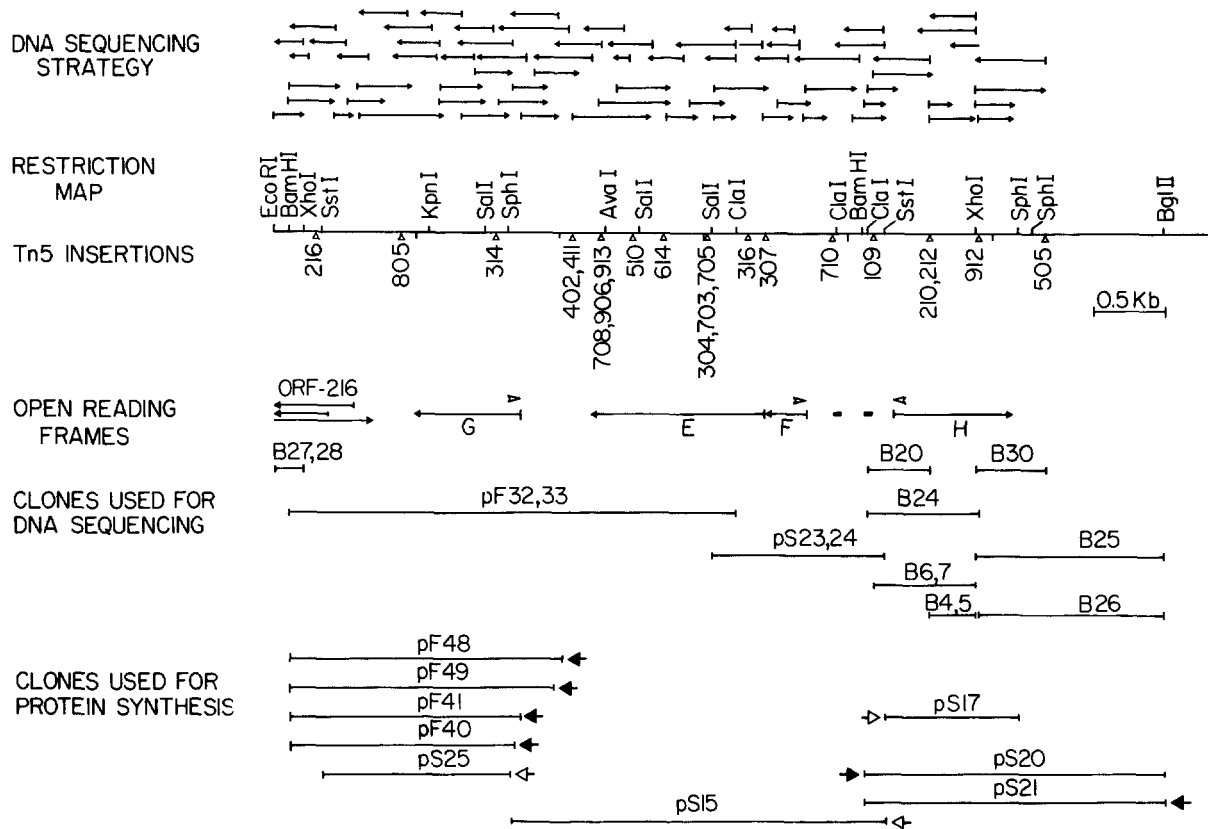 DNA SEQUENCING
STRATEGY
RESTRICTION
MAP
EcoRI
BamHI
XhoI
SstI
KpnI
SalI
SphI
AvaI
SalI
SalI
ClaI
ClaI
BamHI
ClaI
SstI
XhoI
SphI
SphI
BglII
Tn5 INSERTIONS
216
805
314
402,411
708,906,913
510
614
304,703,705
316
307
710
109
210,212
912
505
0.5 Kb
OPEN READING
FRAMES
ORF-216
G
E
F
H
B27,28
B20
B30
CLONES USED FOR
DNA SEQUENCING
pF32,33
B24
pS23,24
B25
B6,7
B4,5
B26
CLONES USED FOR
PROTEIN SYNTHESIS
pF48
pF49
pF41
pS17
pF40
pS25
pS20
pS21
pS15